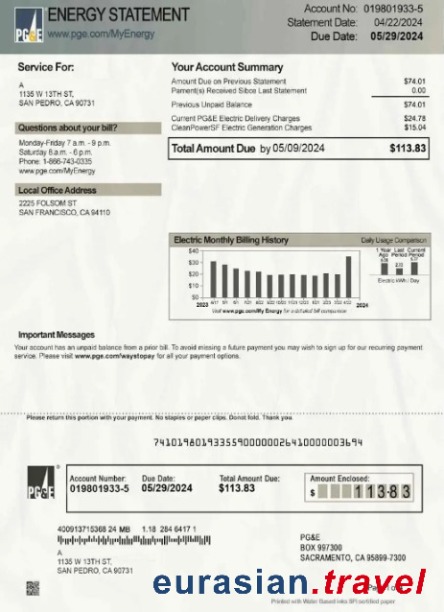 ENERGY STATEMENT
www.pge.com/MyEnergy
Account No: 019801933-5
Statement Date: 04/22/2024
Due Date: 05/29/2024
PG&E
Service For:
A
1135 W 13TH ST,
SAN PEDRO, CA 90731
Questions about your bill?
Monday-Friday 7 a.m. - 9 p.m.
Saturday 8 a.m. - 6 p.m.
Phone: 1-866-743-0335
www.pge.com/MyEnergy
Local Office Address
2225 FOLSOM ST
SAN FRANCISCO, CA 94110
Your Account Summary
Amount Due on Previous Statement $74.01
Pament(s) Received Sibce Last Statement 0.00
Previous Unpaid Balance $74.01
Current PG&E Electric Delivery Charges $24.78
CleanPowerSF Electric Generation Charges $15.04
Total Amount Due by 05/09/2024 $113.83
Electric Monthly Billing History
Daily Usage Comparison
$40
$30
$20
$10
$0
2023
2024
Visit www.pge.com/My Energy for a detailed bill comparison
1 Year Ago
Last Period
Current Period
Electric kWh / Day
Important Messages
Your account has an unpaid balance from a prior bill. To avoid missing a future payment you may wish to sign up for our recurring payment
service. Please visit www.pge.com/waystopay for all your payment options.
Please return this portion with your payment. No staples or paper clips. Do not fold. Thank you.
74101980193355900000026410000003694
PG&E
Account Number: Due Date: Total Amount Due:
019801933-5 05/29/2024 $113.83
Amount Enclosed:
$ 113.83
400913715368 24 MB 1.18 284 6417 1
A
1135 W 13TH ST,
SAN PEDRO, CA 90731
PG&E
BOX 997300
SACRAMENTO, CA 95899-7300
eurasian.travel
Printed with Water Based inks SPI certified paper.